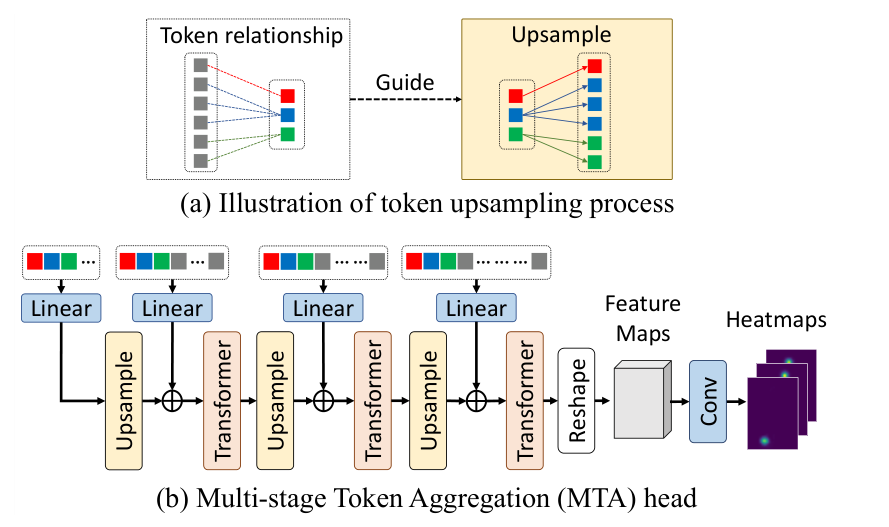 Token relationship
Guide
Upsample
(a) Illustration of token upsampling process
...
... ...
... ... ...
... ... ... ...
Linear
Linear
Linear
Linear
Upsample
Transformer
Upsample
Transformer
Upsample
Transformer
Reshape
Feature
Maps
Conv
Heatmaps
(b) Multi-stage Token Aggregation (MTA) head